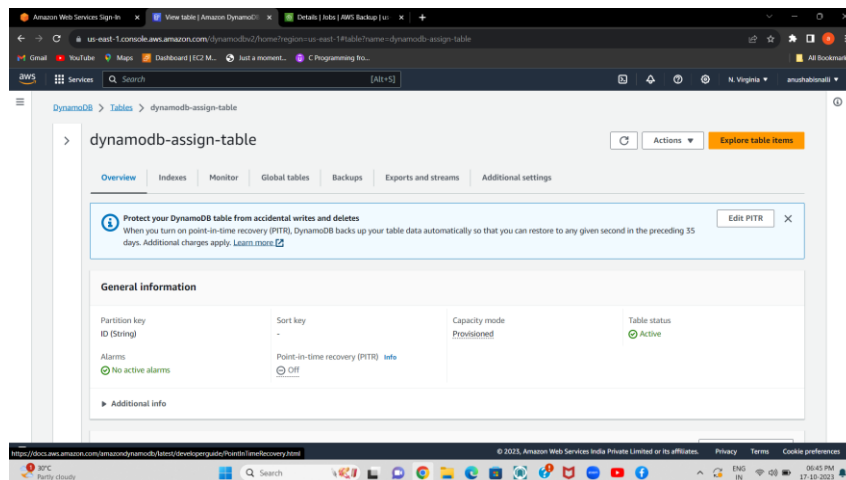 Amazon Web Services Sign-In
View table | Amazon DynamoDB
Details | Jobs | AWS Backup | us
us-east-1.console.aws.amazon.com/dynamodbv2/home?region=us-east-1#table?name=dynamodb-assign-table
Gmail YouTube Maps Dashboard | EC2 M... Just a moment... C Programming fro... All Bookmar
aws Services Search [Alt+S] N. Virginia ▼ anushabisnalli ▼
DynamoDB > Tables > dynamodb-assign-table
dynamodb-assign-table
Actions ▼ Explore table items
Overview Indexes Monitor Global tables Backups Exports and streams Additional settings
Protect your DynamoDB table from accidental writes and deletes
When you turn on point-in-time recovery (PITR), DynamoDB backs up your table data automatically so that you can restore to any given second in the preceding 35
days. Additional charges apply. Learn more
Edit PITR
General information
Partition key Sort key Capacity mode Table status
ID (String) - Provisioned Active
Alarms Point-in-time recovery (PITR) Info
No active alarms Off
Additional info
https://docs.aws.amazon.com/amazondynamodb/latest/developerguide/PointInTimeRecovery.html
© 2023, Amazon Web Services India Private Limited or its affiliates. Privacy Terms Cookie preferences
30°C
Partly cloudy
Search
ENG
IN
06:45 PM
17-10-2023